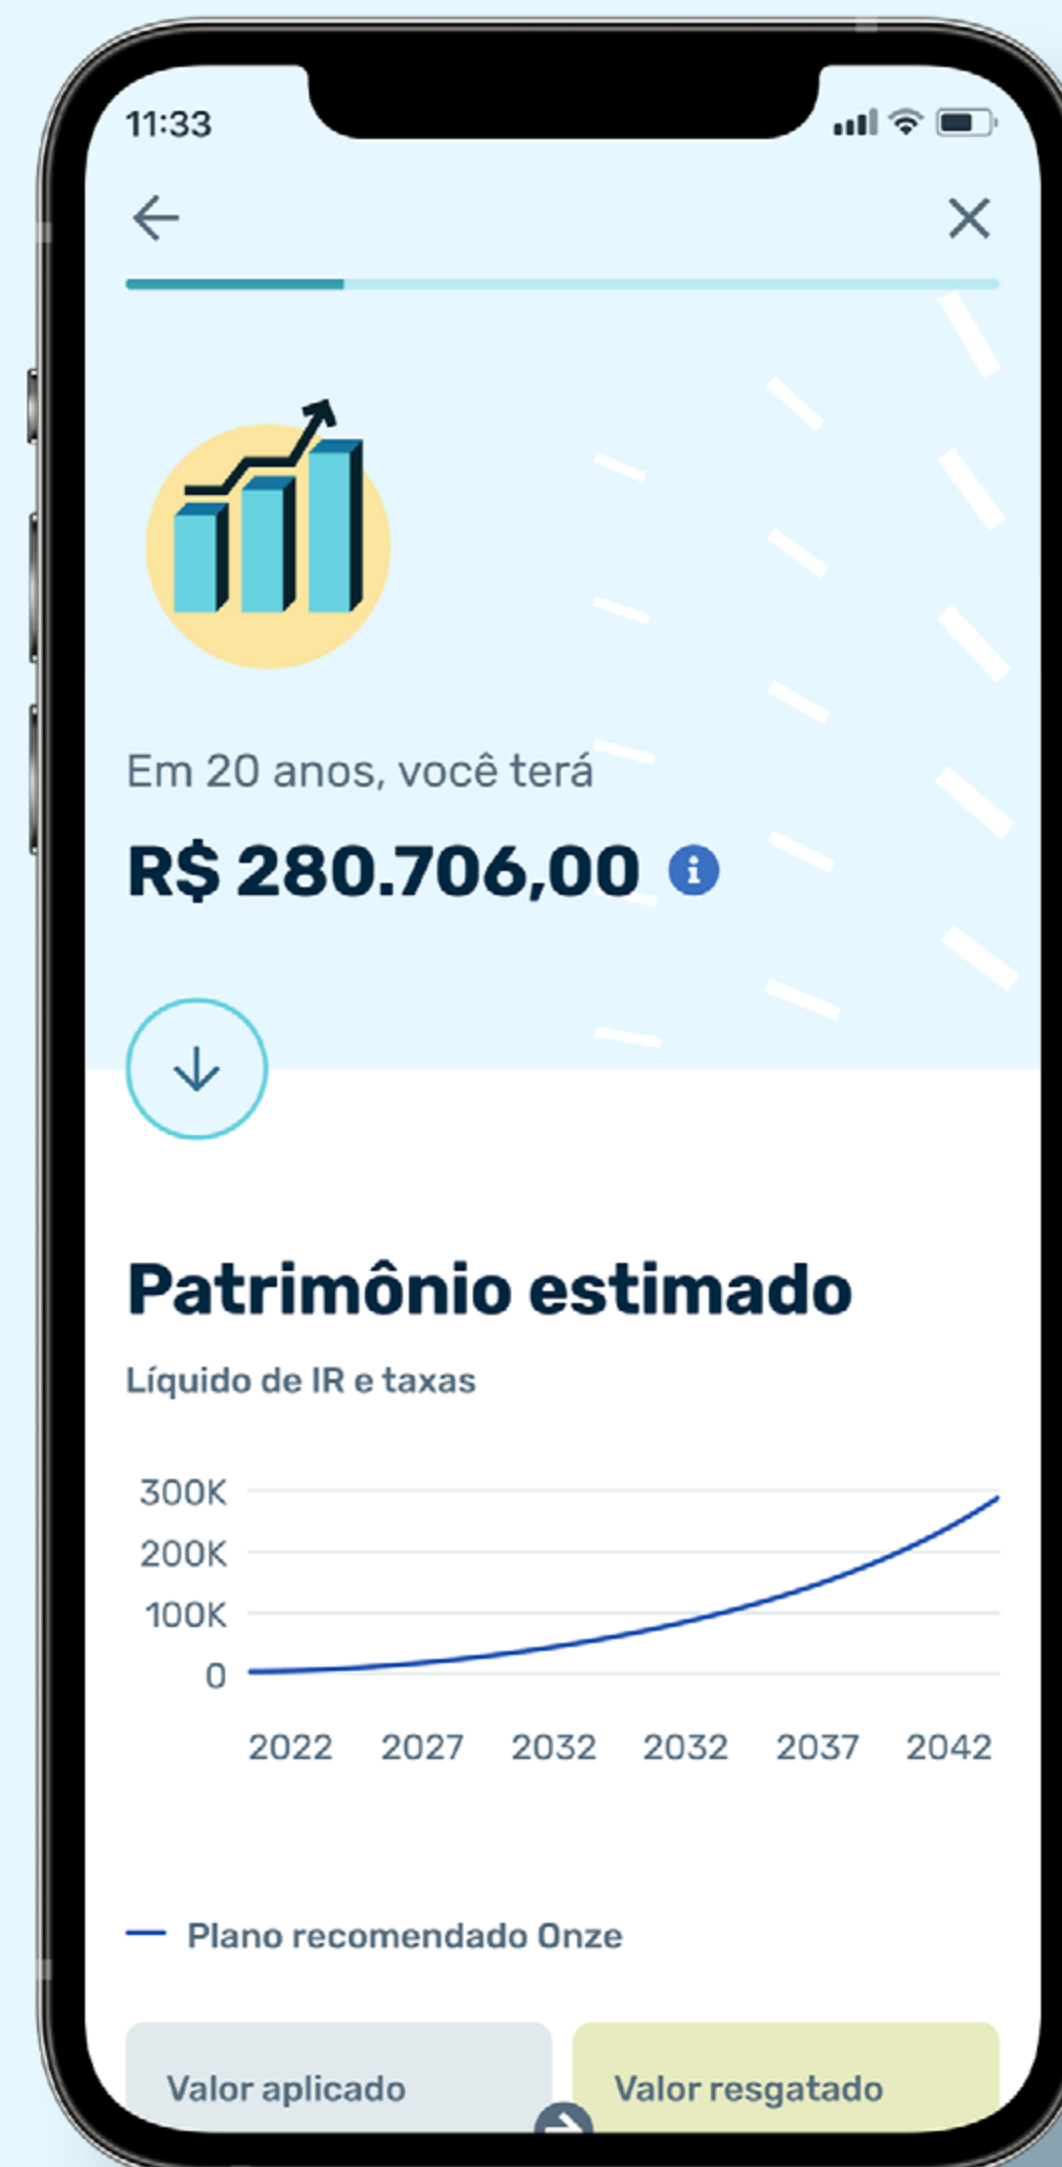 11:33
Em 20 anos, você terá
R$ 280.706,00
Patrimônio estimado
Líquido de IR e taxas
300K
200K
100K
0
2022 2027 2032 2032 2037 2042
Plano recomendado Onze
Valor aplicado
Valor resgatado